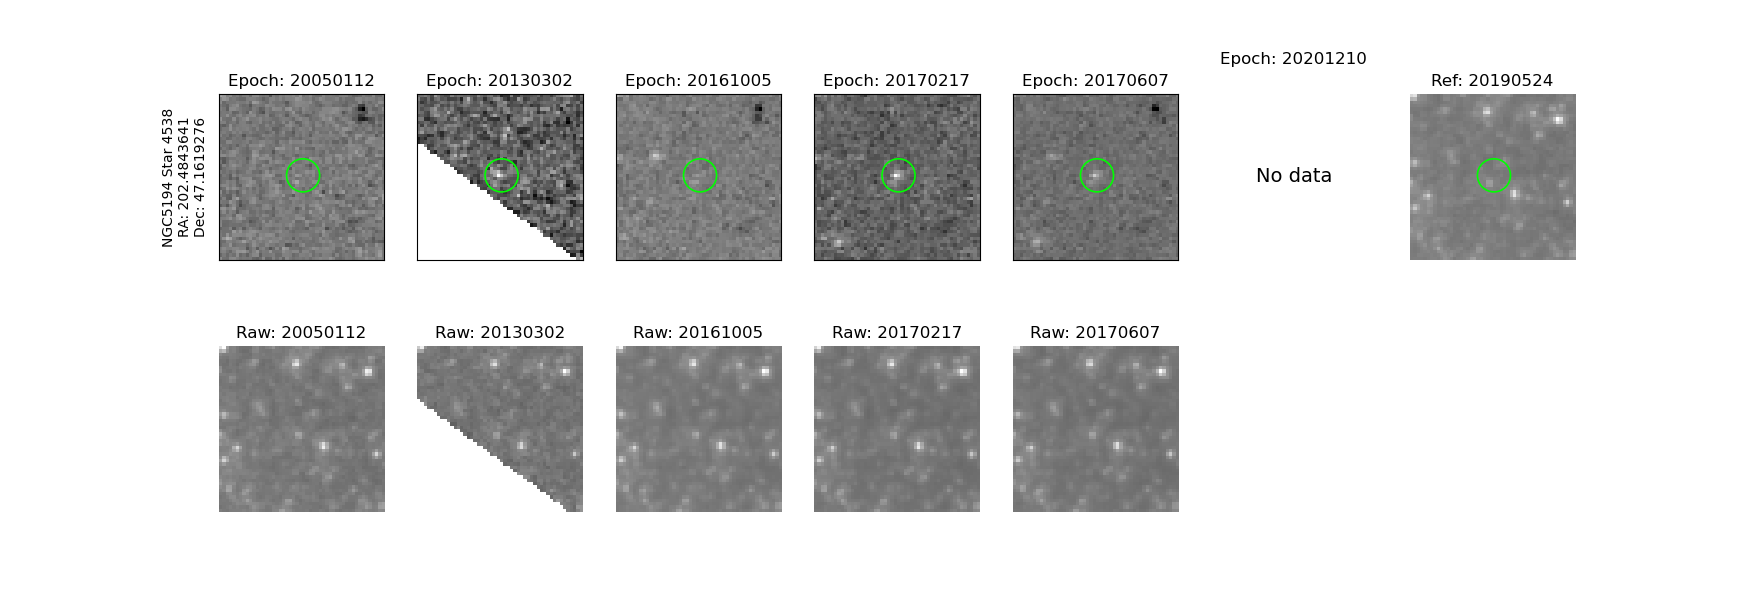 NGC5194 Star 4538
RA: 202.4843641
Dec: 47.1619276
Epoch: 20050112
Epoch: 20130302
Epoch: 20161005
Epoch: 20170217
Epoch: 20170607
Epoch: 20201210
No data
Ref: 20190524
Raw: 20050112
Raw: 20130302
Raw: 20161005
Raw: 20170217
Raw: 20170607